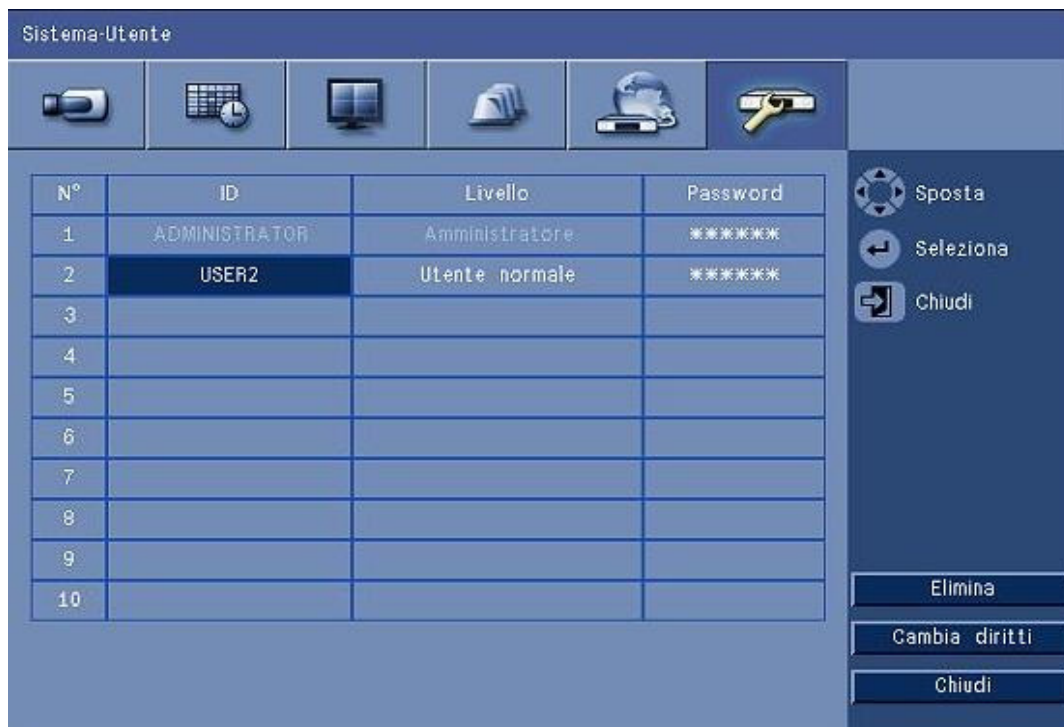 Sistema-Utente
N° ID Livello Password
1 ADMINISTRATOR Amministratore ******
2 USER2 Utente normale ******
3
4
5
6
7
8
9
10
Sposta
Seleziona
Chiudi
Elimina
Cambia diritti
Chiudi